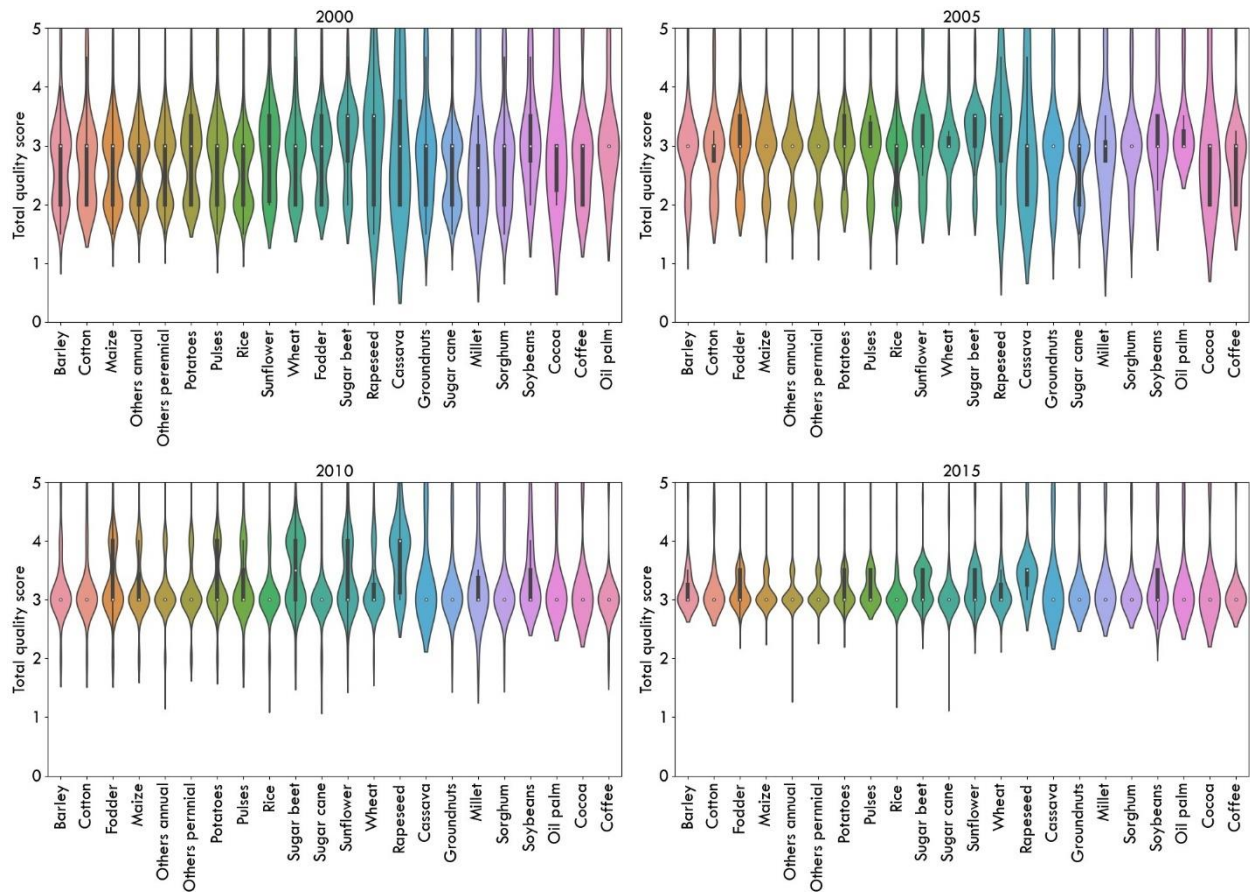 2000
Total quality score
5
4
3
2
1
0
Barley
Cotton
Maize
Others annual
Others perennial
Potatoes
Pulses
Rice
Sunflower
Wheat
Fodder
Sugar beet
Rapeseed
Cassava
Groundnuts
Sugar cane
Millet
Sorghum
Soybeans
Cocoa
Coffee
Oil palm
2005
Total quality score
5
4
3
2
1
0
Barley
Cotton
Fodder
Maize
Others annual
Others pernnial
Potatoes
Pulses
Rice
Sunflower
Wheat
Sugar beet
Rapeseed
Cassava
Groundnuts
Sugar cane
Millet
Sorghum
Soybeans
Oil palm
Cocoa
Coffee
2010
Total quality score
5
4
3
2
1
0
Barley
Cotton
Fodder
Maize
Others annual
Others pernnial
Potatoes
Pulses
Rice
Sugar beet
Sugar cane
Sunflower
Wheat
Rapeseed
Cassava
Groundnuts
Millet
Sorghum
Soybeans
Oil palm
Cocoa
Coffee
2015
Total quality score
5
4
3
2
1
0
Barley
Cotton
Fodder
Maize
Others annual
Others pernnial
Potatoes
Pulses
Rice
Sugar beet
Sugar cane
Sunflower
Wheat
Rapeseed
Cassava
Groundnuts
Millet
Sorghum
Soybeans
Oil palm
Cocoa
Coffee